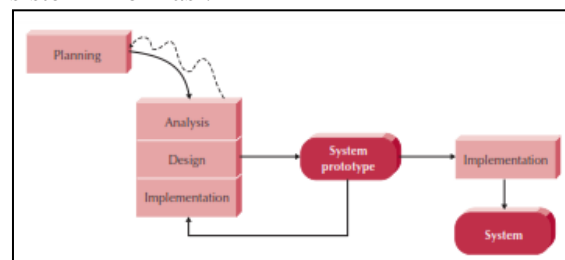 Planning
Analysis
Design
Implementation
System
prototype
Implementation
System